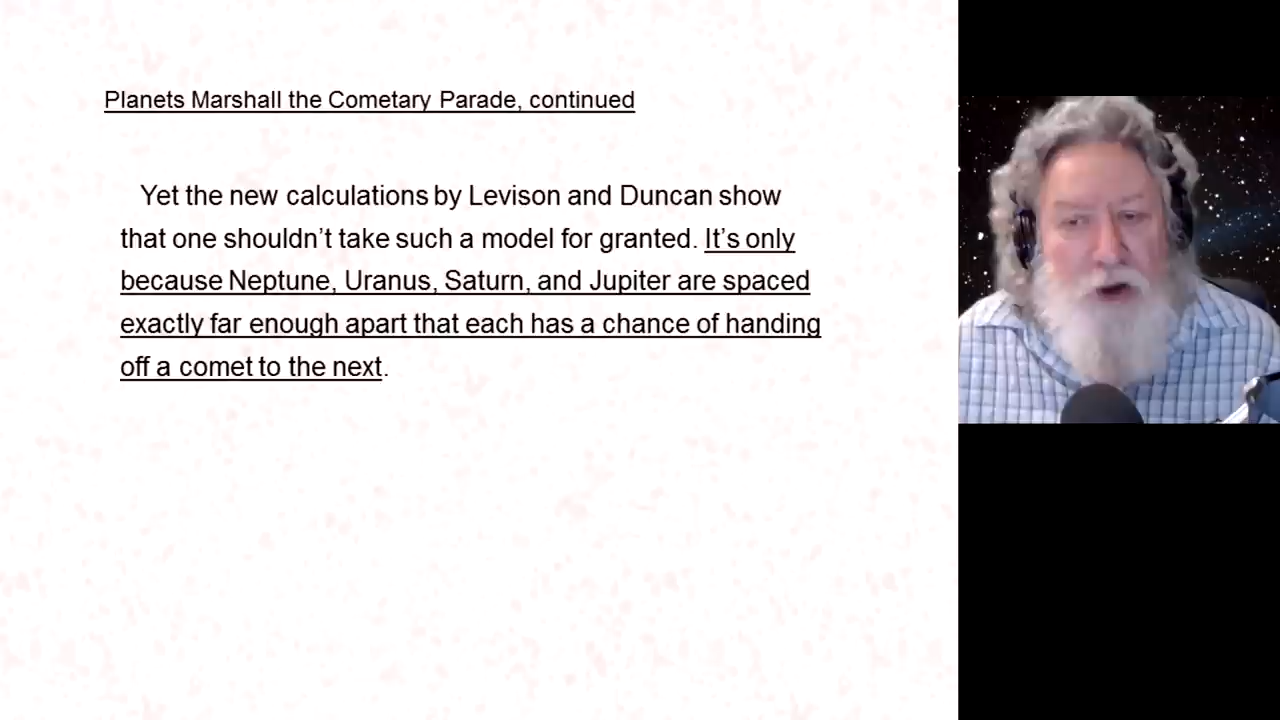 Planets Marshall the Cometary Parade, continued
Yet the new calculations by Levison and Duncan show
that one shouldn’t take such a model for granted. It’s only
because Neptune, Uranus, Saturn, and Jupiter are spaced
exactly far enough apart that each has a chance of handing
off a comet to the next.